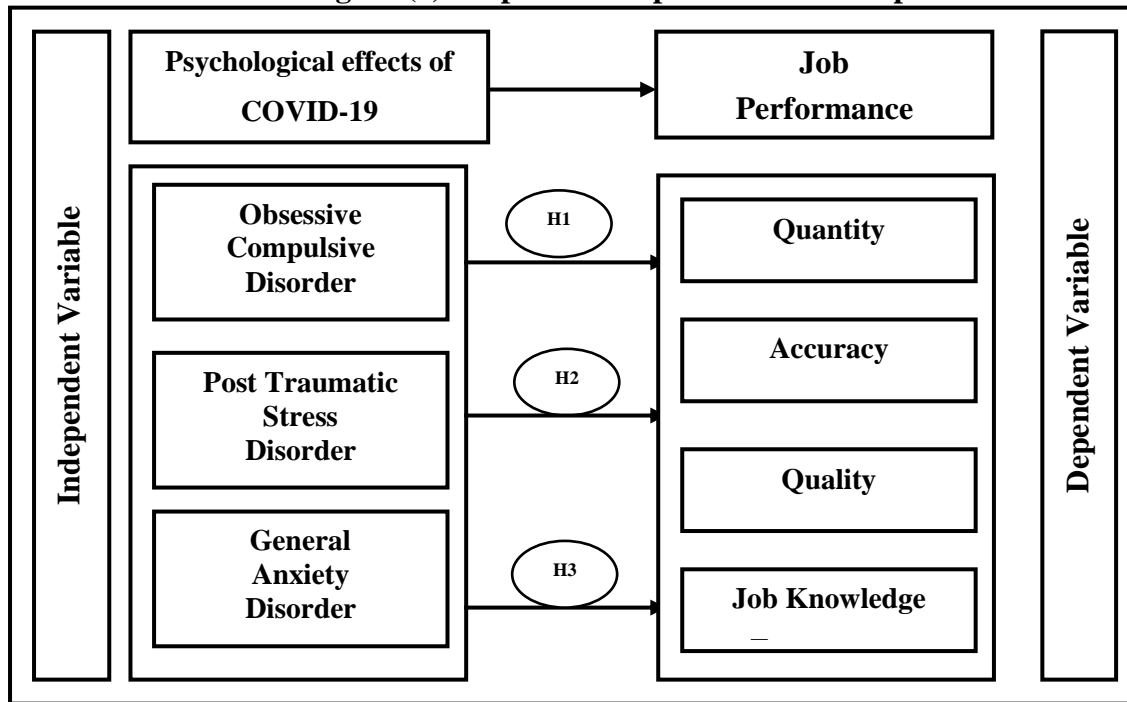 Independent Variable
Psychological effects of
COVID-19
Job
Performance
Obsessive
Compulsive
Disorder
H1
Quantity
Post Traumatic
Stress
Disorder
H2
Accuracy
Quality
General
Anxiety
Disorder
H3
Job Knowledge
Dependent Variable